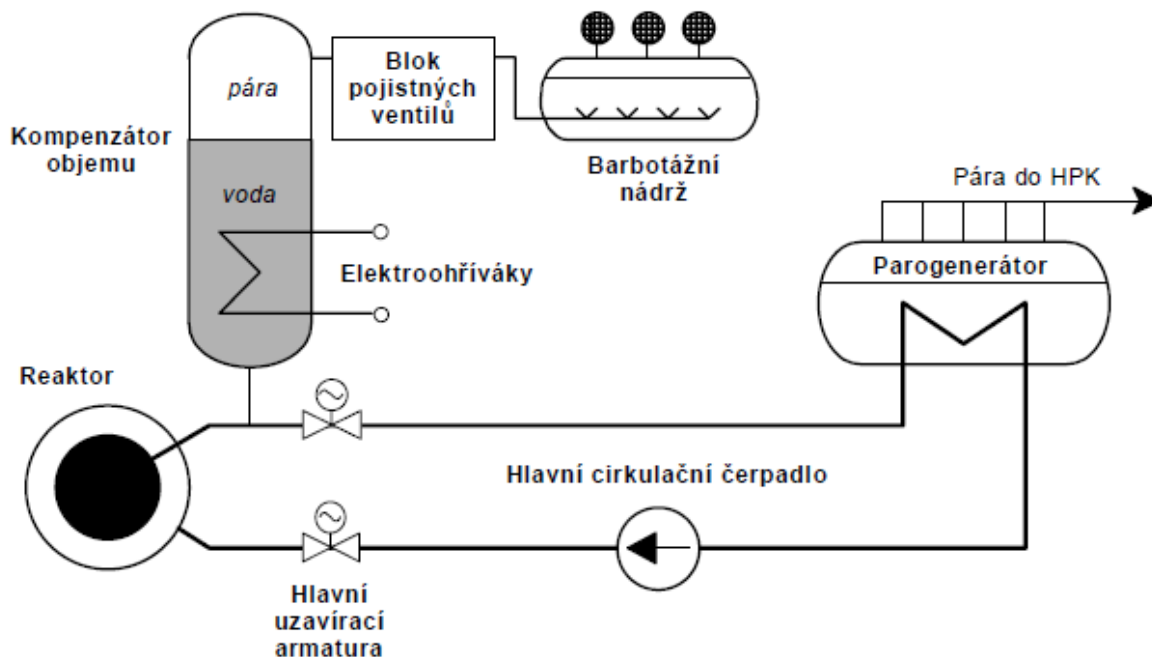 Blok
pojistných
ventilů
pára
Kompenzátor
objemu
Barbotážní
nádrž
voda
Pára do HPK
Elektroohříváky
Parogenerátor
Reaktor
Hlavní cirkulační čerpadlo
Hlavní
uzavírací
armatura